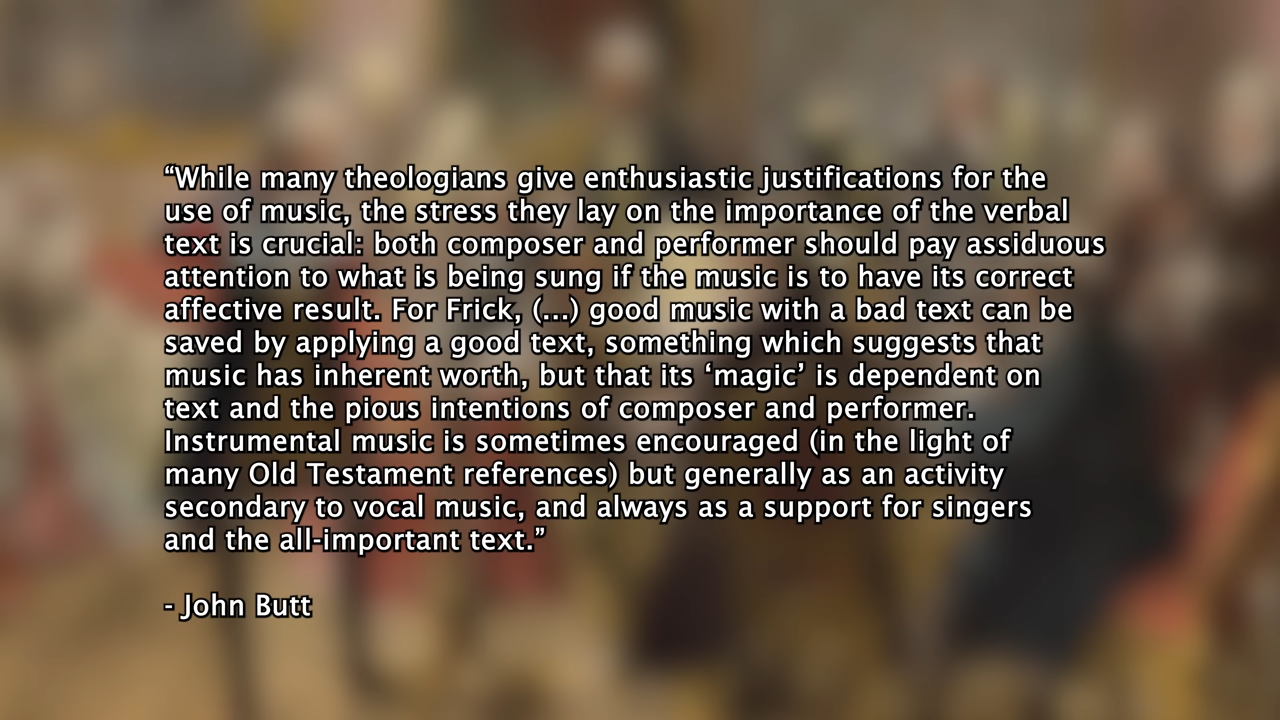 “While many theologians give enthusiastic justifications for the
use of music, the stress they lay on the importance of the verbal
text is crucial: both composer and performer should pay assiduous
attention to what is being sung if the music is to have its correct
affective result. For Frick, (...) good music with a bad text can be
saved by applying a good text, something which suggests that
music has inherent worth, but that its ‘magic’ is dependent on
text and the pious intentions of composer and performer.
Instrumental music is sometimes encouraged (in the light of
many Old Testament references) but generally as an activity
secondary to vocal music, and always as a support for singers
and the all-important text.”
- John Butt